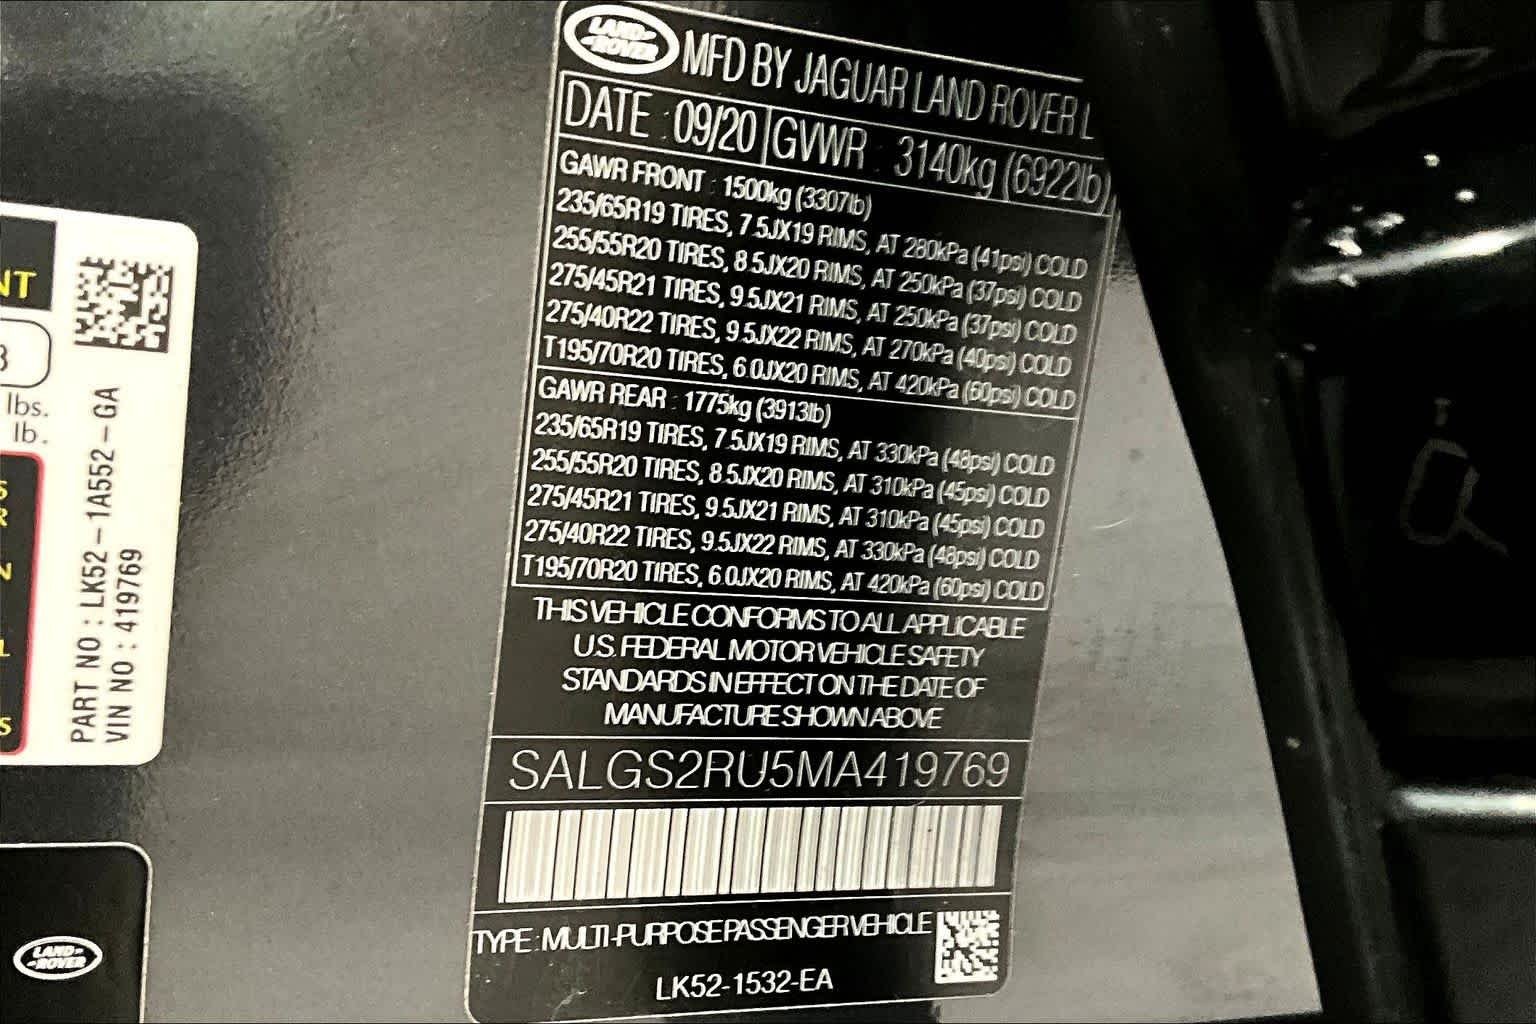 LAND-
-ROVER
MFD BY JAGUAR LAND ROVER L
DATE : 09/20 GVWR : 3140kg (6922lb)
GAWR FRONT : 1500kg (3307lb)
235/65R19 TIRES, 7.5JX19 RIMS, AT 280kPa (41psi) COLD
255/55R20 TIRES, 8.5JX20 RIMS, AT 250kPa (37psi) COLD
275/45R21 TIRES, 9.5JX21 RIMS, AT 250kPa (37psi) COLD
275/40R22 TIRES, 9.5JX22 RIMS, AT 270kPa (40psi) COLD
T195/70R20 TIRES, 6.0JX20 RIMS, AT 420kPa (60psi) COLD
GAWR REAR : 1775kg (3913lb)
235/65R19 TIRES, 7.5JX19 RIMS, AT 330kPa (48psi) COLD
255/55R20 TIRES, 8.5JX20 RIMS, AT 310kPa (45psi) COLD
275/45R21 TIRES, 9.5JX21 RIMS, AT 310kPa (45psi) COLD
275/40R22 TIRES, 9.5JX22 RIMS, AT 330kPa (48psi) COLD
T195/70R20 TIRES, 6.0JX20 RIMS, AT 420kPa (60psi) COLD
THIS VEHICLE CONFORMS TO ALL APPLICABLE
U.S. FEDERAL MOTOR VEHICLE SAFETY
STANDARDS IN EFFECT ON THE DATE OF
MANUFACTURE SHOWN ABOVE
SALGS2RU5MA419769
TYPE : MULTI-PURPOSE PASSENGER VEHICLE
LK52-1532-EA
NT
lbs.
lb.
PART NO : LK52-1A552-GA
VIN NO : 419769
LAND-
-ROVER